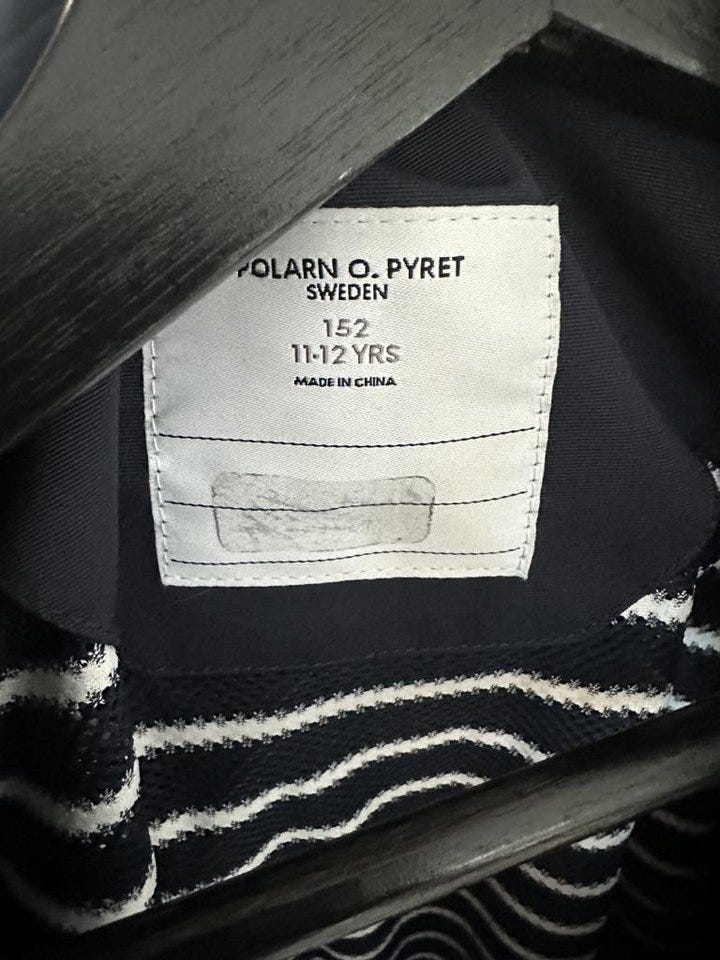 POLARN O. PYRET
SWEDEN
152
11-12 YRS
MADE IN CHINA